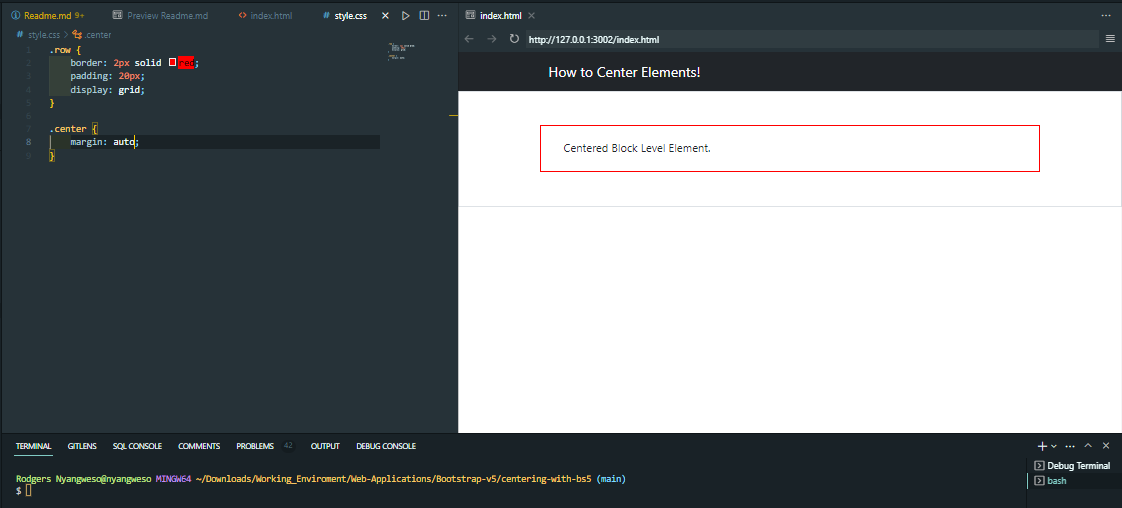 Readme.md 9+ Preview Readme.md index.html style.css
style.css > .center
1 .row {
2 border: 2px solid red;
3 padding: 20px;
4 display: grid;
5 }
6
7 .center {
8 margin: auto;
9 }
index.html
http://127.0.0.1:3002/index.html
How to Center Elements!
Centered Block Level Element.
TERMINAL GITLENS SQL CONSOLE COMMENTS PROBLEMS 42 OUTPUT DEBUG CONSOLE
Rodgers Nyangweso@nyangweso MINGW64 ~/Downloads/Working_Enviroment/Web-Applications/Bootstrap-v5/centering-with-bs5 (main)
$
Debug Terminal
bash